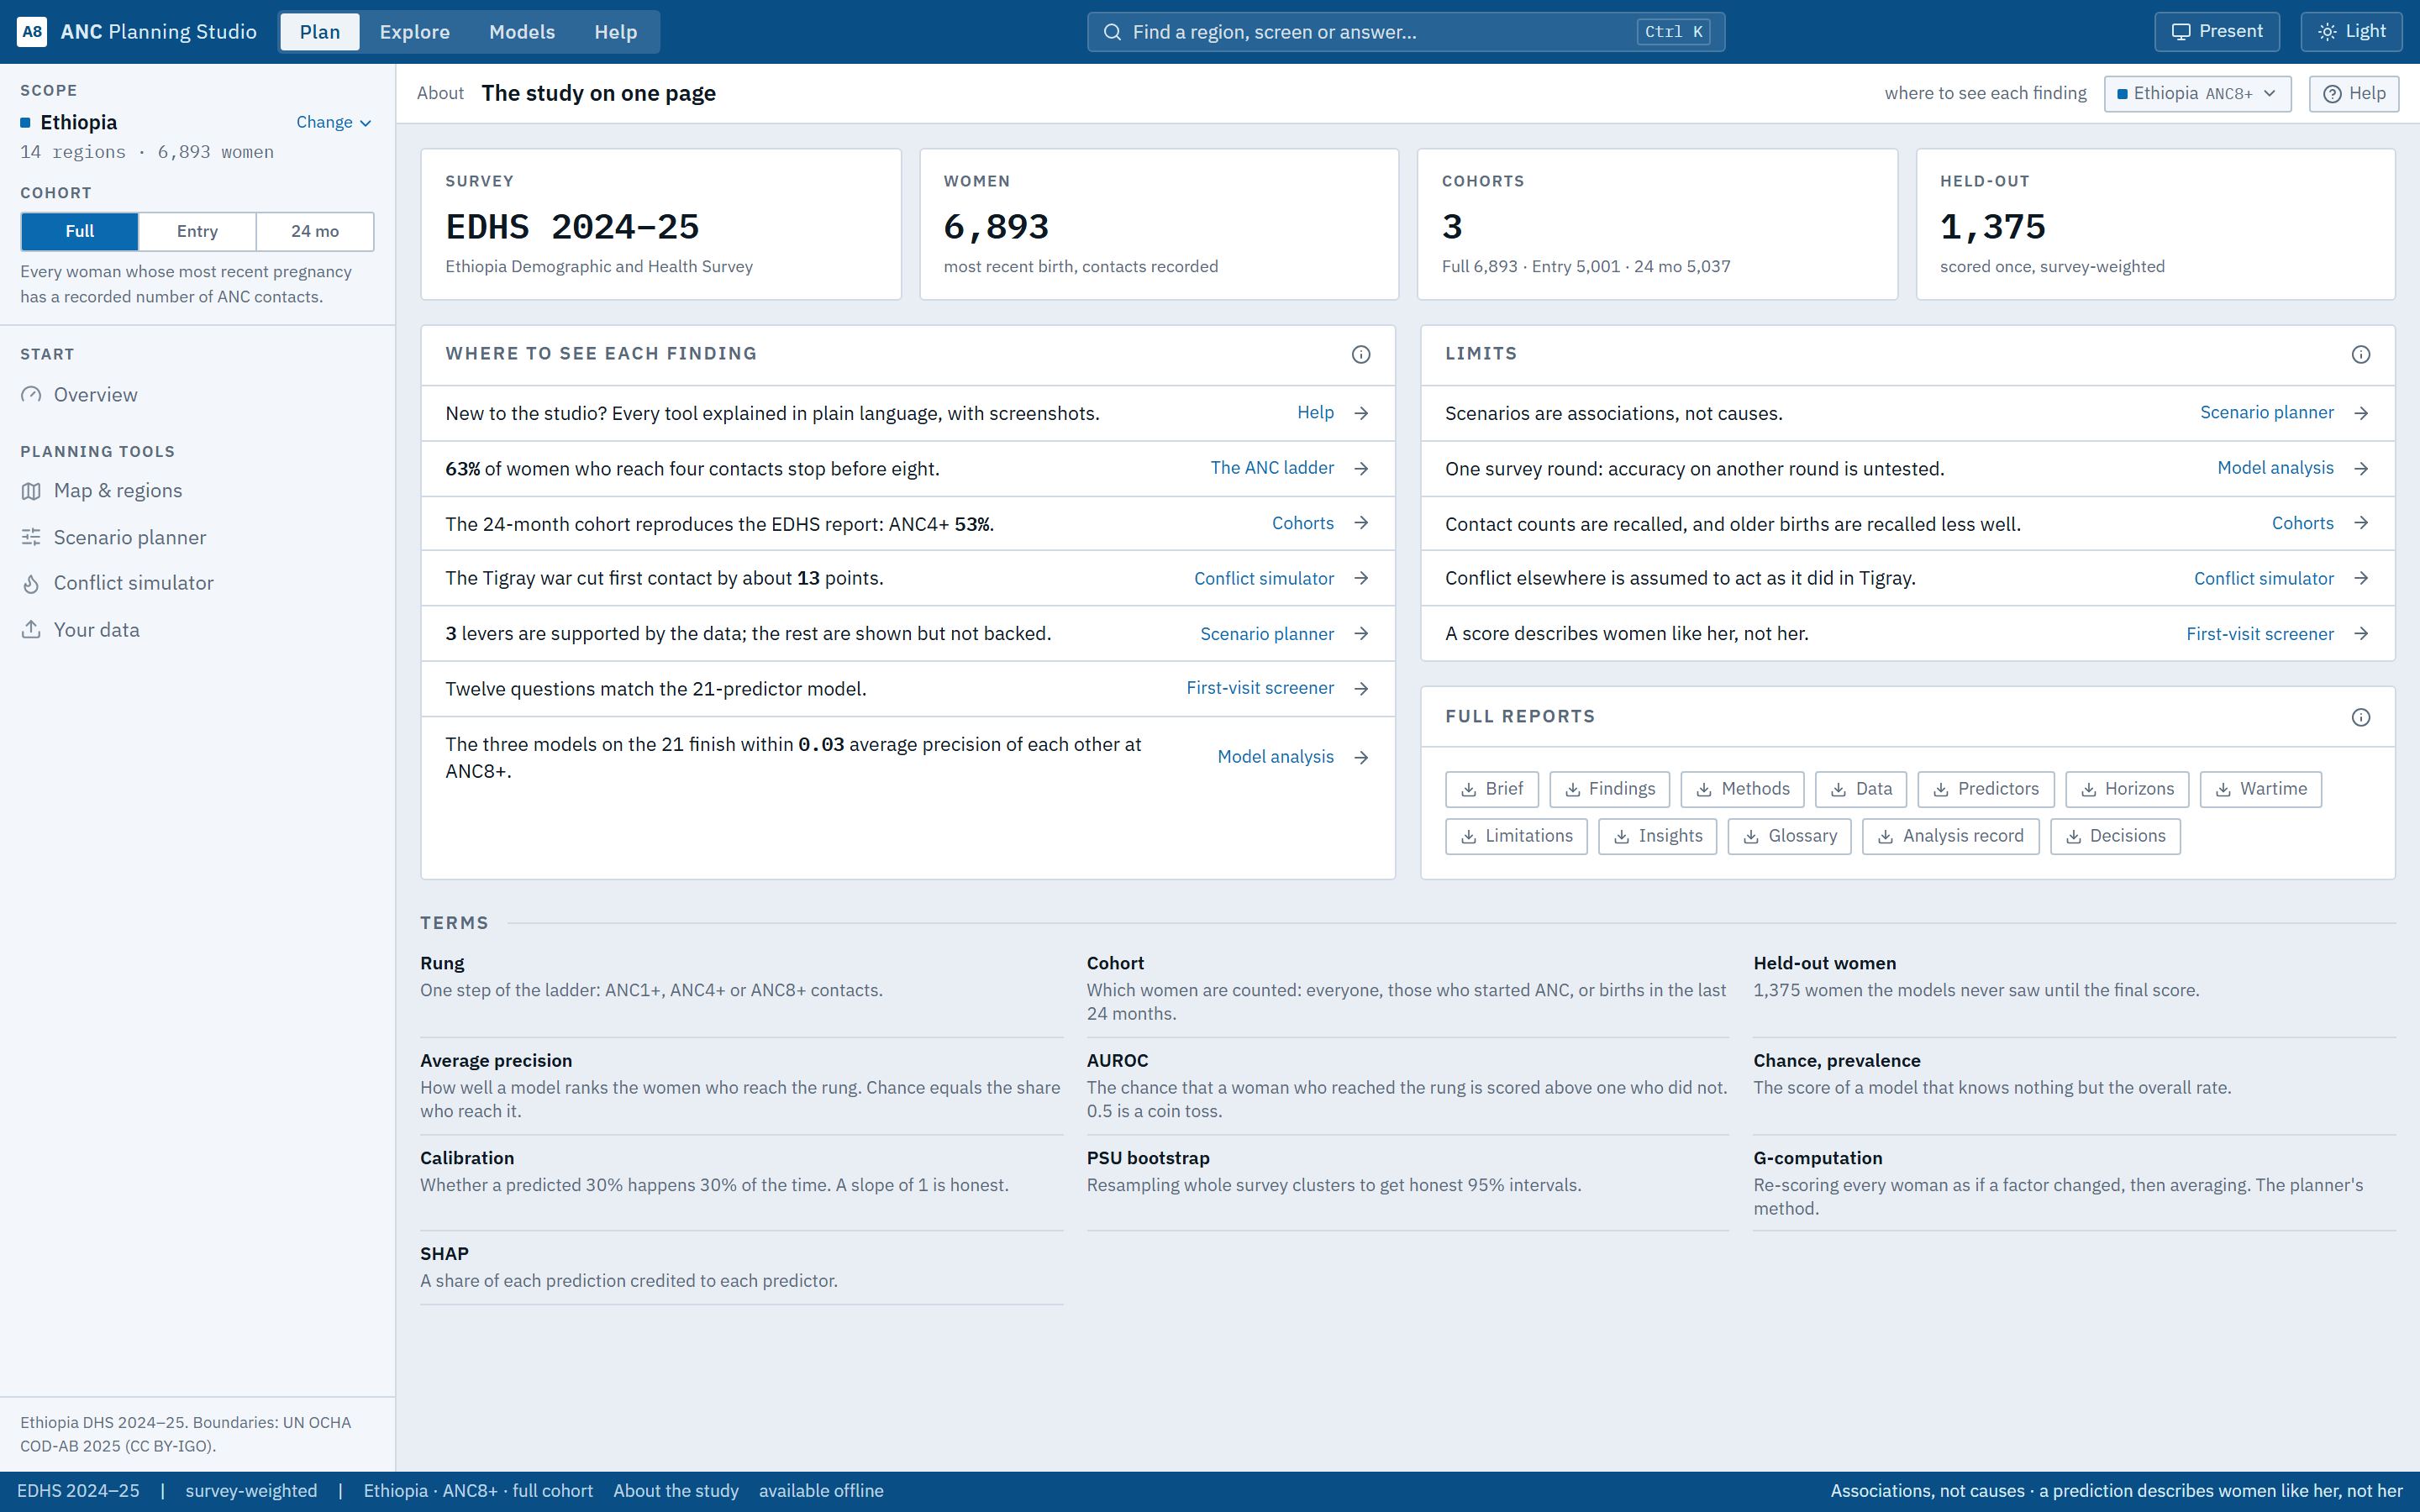 A8 ANC Planning Studio
Plan Explore Models Help
Find a region, screen or answer... Ctrl K
Present
Light
SCOPE
Ethiopia Change
14 regions · 6,893 women
COHORT
Full Entry 24 mo
Every woman whose most recent pregnancy
has a recorded number of ANC contacts.
START
Overview
PLANNING TOOLS
Map & regions
Scenario planner
Conflict simulator
Your data
Ethiopia DHS 2024–25. Boundaries: UN OCHA
COD-AB 2025 (CC BY-IGO).
About The study on one page
where to see each finding Ethiopia ANC8+ Help
SURVEY
EDHS 2024–25
Ethiopia Demographic and Health Survey
WOMEN
6,893
most recent birth, contacts recorded
COHORTS
3
Full 6,893 · Entry 5,001 · 24 mo 5,037
HELD-OUT
1,375
scored once, survey-weighted
WHERE TO SEE EACH FINDING
New to the studio? Every tool explained in plain language, with screenshots. Help
63% of women who reach four contacts stop before eight. The ANC ladder
The 24-month cohort reproduces the EDHS report: ANC4+ 53%. Cohorts
The Tigray war cut first contact by about 13 points. Conflict simulator
3 levers are supported by the data; the rest are shown but not backed. Scenario planner
Twelve questions match the 21-predictor model. First-visit screener
The three models on the 21 finish within 0.03 average precision of each other at
ANC8+. Model analysis
LIMITS
Scenarios are associations, not causes. Scenario planner
One survey round: accuracy on another round is untested. Model analysis
Contact counts are recalled, and older births are recalled less well. Cohorts
Conflict elsewhere is assumed to act as it did in Tigray. Conflict simulator
A score describes women like her, not her. First-visit screener
FULL REPORTS
Brief Findings Methods Data Predictors Horizons Wartime
Limitations Insights Glossary Analysis record Decisions
TERMS
Rung
One step of the ladder: ANC1+, ANC4+ or ANC8+ contacts.
Cohort
Which women are counted: everyone, those who started ANC, or births in the last
24 months.
Held-out women
1,375 women the models never saw until the final score.
Average precision
How well a model ranks the women who reach the rung. Chance equals the share
who reach it.
AUROC
The chance that a woman who reached the rung is scored above one who did not.
0.5 is a coin toss.
Chance, prevalence
The score of a model that knows nothing but the overall rate.
Calibration
Whether a predicted 30% happens 30% of the time. A slope of 1 is honest.
PSU bootstrap
Resampling whole survey clusters to get honest 95% intervals.
G-computation
Re-scoring every woman as if a factor changed, then averaging. The planner's
method.
SHAP
A share of each prediction credited to each predictor.
EDHS 2024–25 | survey-weighted | Ethiopia · ANC8+ · full cohort About the study available offline
Associations, not causes · a prediction describes women like her, not her